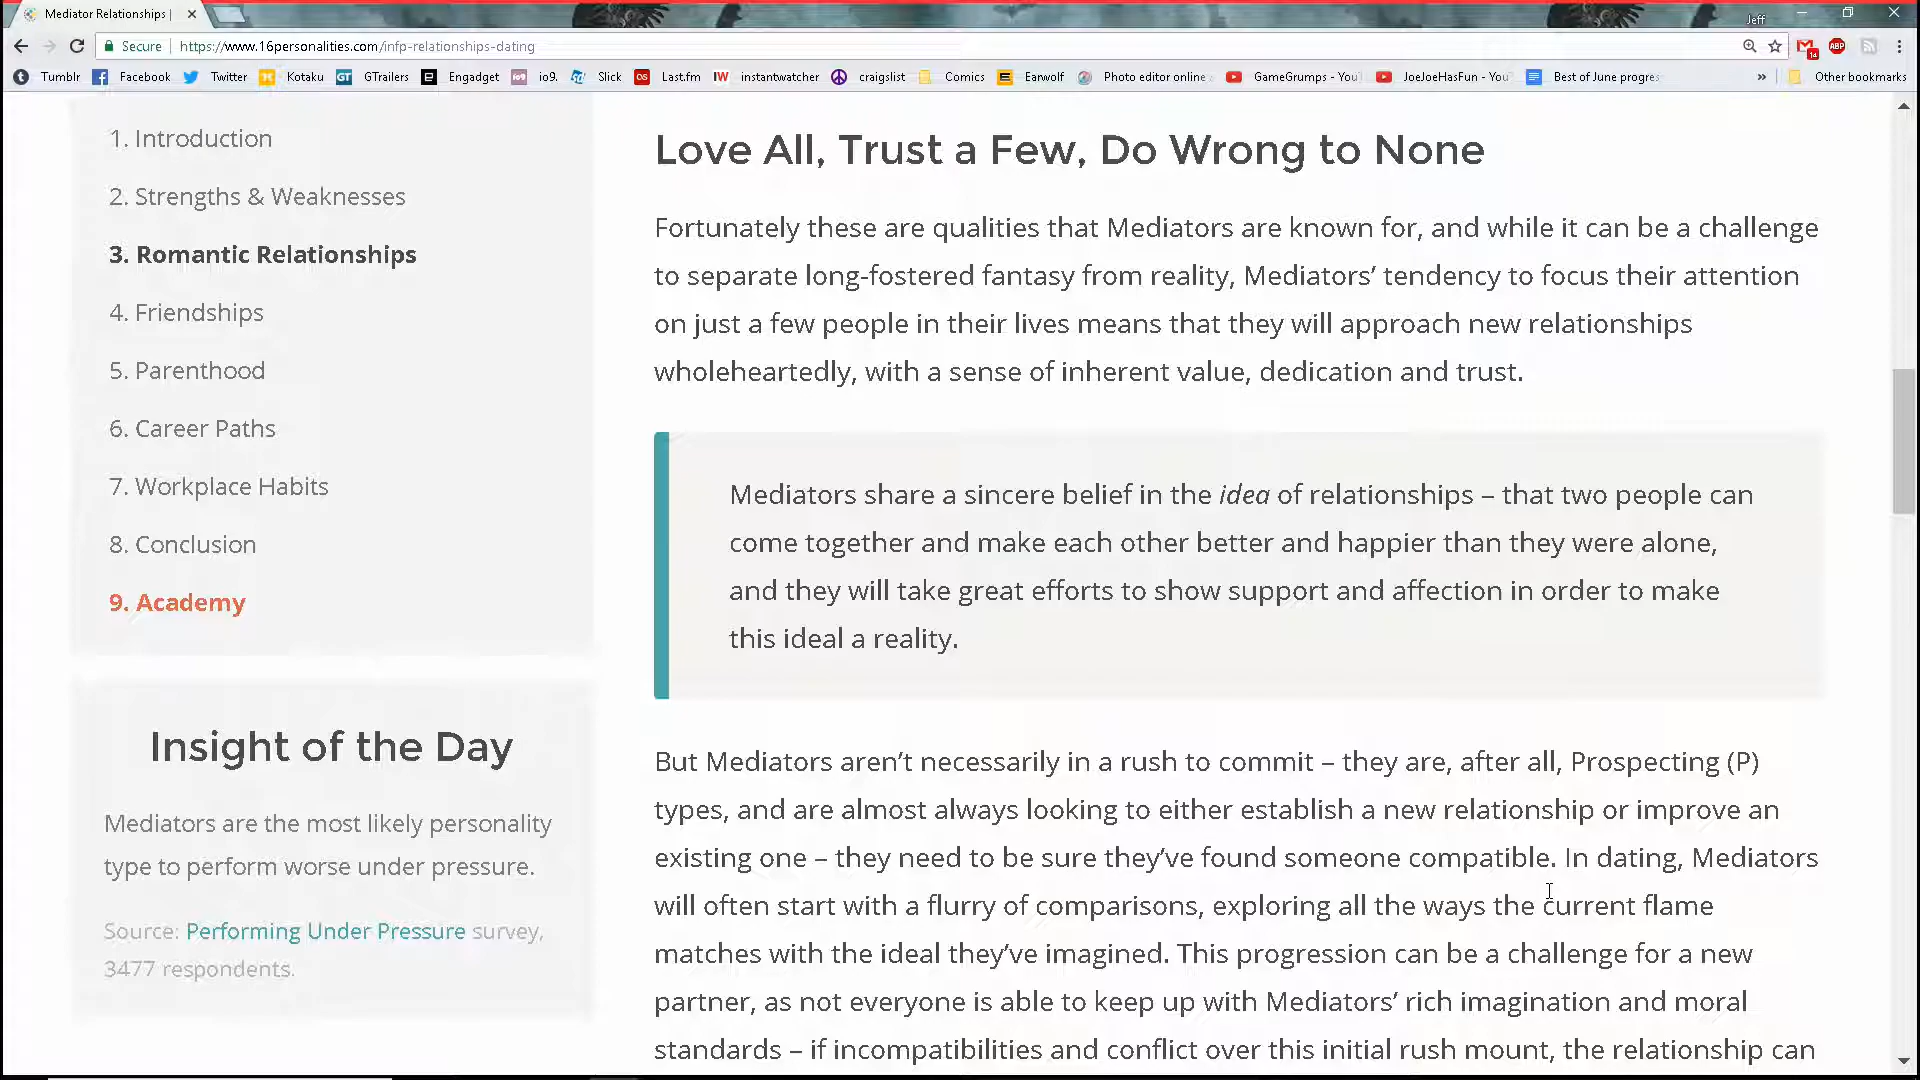 Mediator Relationships |
Jeff
Secure
https://www.16personalities.com/infp-relationships-dating
14
ABP
Tumblr Facebook Twitter Kotaku GT GTrailers Engadget io9 io9. Slick os Last.fm IW instantwatcher craigslist Comics Earwolf Photo editor online GameGrumps - You JoeJoeHasFun - You Best of June progres » Other bookmarks
1. Introduction
2. Strengths & Weaknesses
3. Romantic Relationships
4. Friendships
5. Parenthood
6. Career Paths
7. Workplace Habits
8. Conclusion
9. Academy
Insight of the Day
Mediators are the most likely personality
type to perform worse under pressure.
Source: Performing Under Pressure survey,
3477 respondents.
Love All, Trust a Few, Do Wrong to None
Fortunately these are qualities that Mediators are known for, and while it can be a challenge
to separate long-fostered fantasy from reality, Mediators’ tendency to focus their attention
on just a few people in their lives means that they will approach new relationships
wholeheartedly, with a sense of inherent value, dedication and trust.
Mediators share a sincere belief in the idea of relationships – that two people can
come together and make each other better and happier than they were alone,
and they will take great efforts to show support and affection in order to make
this ideal a reality.
But Mediators aren’t necessarily in a rush to commit – they are, after all, Prospecting (P)
types, and are almost always looking to either establish a new relationship or improve an
existing one – they need to be sure they’ve found someone compatible. In dating, Mediators
will often start with a flurry of comparisons, exploring all the ways the current flame
matches with the ideal they’ve imagined. This progression can be a challenge for a new
partner, as not everyone is able to keep up with Mediators’ rich imagination and moral
standards – if incompatibilities and conflict over this initial rush mount, the relationship can